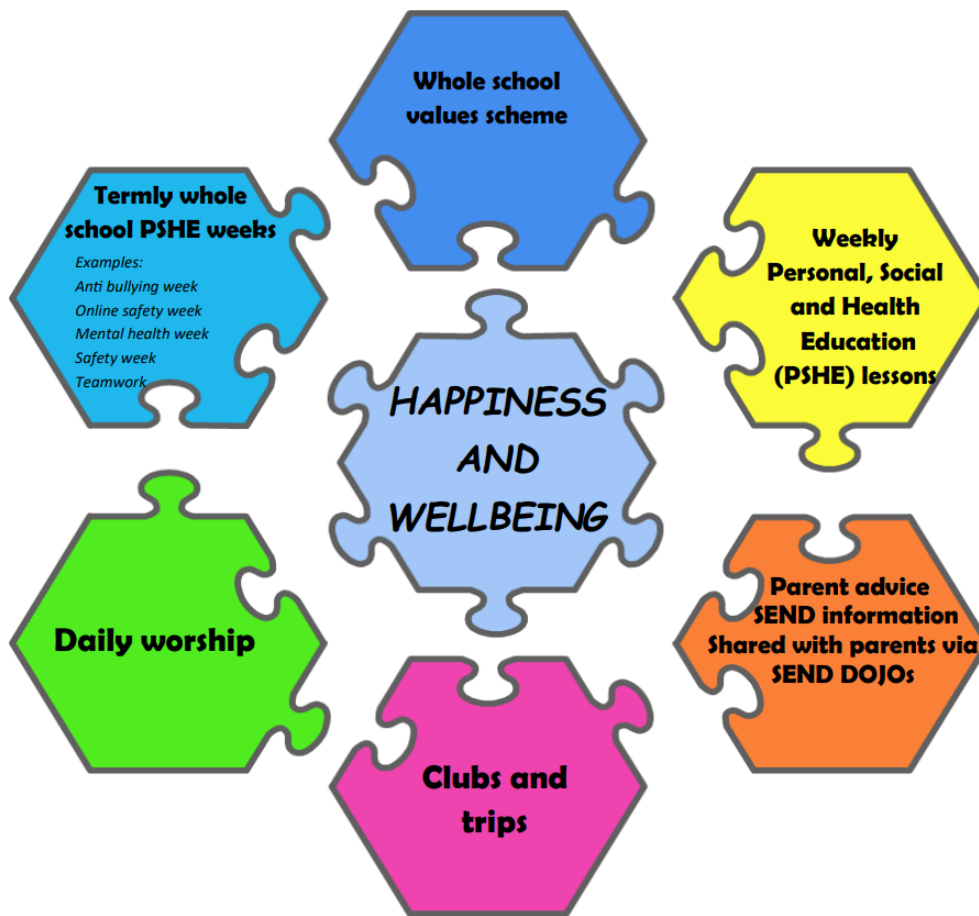 Whole school
values scheme
Termly whole
school PSHE weeks
Examples:
Anti bullying week
Online safety week
Mental health week
Safety week
Teamwork
Weekly
Personal, Social
and Health
Education
(PSHE) lessons
HAPPINESS
AND
WELLBEING
Daily worship
Parent advice
SEND information
Shared with parents via
SEND DOJOs
Clubs and
trips